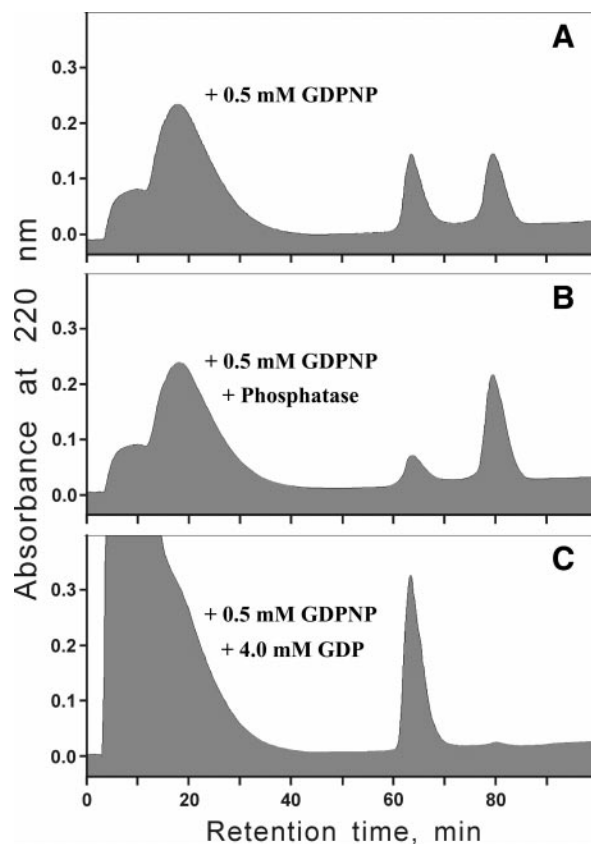 A
+ 0.5 mM GDPNP
0.3
0.2
0.1
0.0
B
+ 0.5 mM GDPNP
+ Phosphatase
0.3
0.2
0.1
0.0
C
+ 0.5 mM GDPNP
+ 4.0 mM GDP
0.3
0.2
0.1
0.0
0 20 40 60 80
Retention time, min
Absorbance at 220 nm